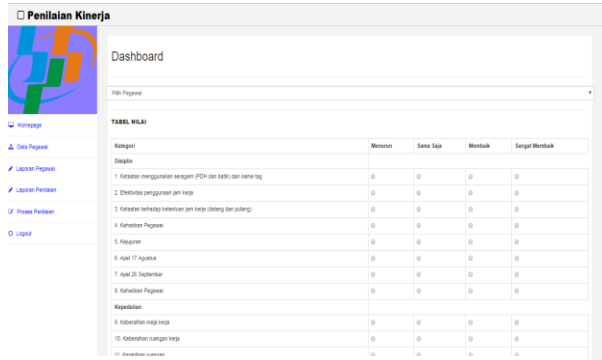 Penilaian Kinerja
Dashboard
Pilih Pegawai
TABEL NILAI
Homepage
Data Pegawai
Laporan Pegawai
Laporan Penilaian
Proses Penilaian
Logout
Kategori Menurun Sama Saja Membaik Sangat Membaik
Disiplin
1. Ketaatan menggunakan seragam (PDH dan batik) dan name tag
2. Efektivitas penggunaan jam kerja
3. Ketaatan terhadap ketentuan jam kerja (datang dan pulang)
4. Kehadiran Pegawai
5. Kejujuran
6. Apel 17 Agustus
7. Apel 28 September
8. Kehadiran Pegawai
Kepedulian
9. Kebersihan meja kerja
10. Kebersihan ruangan kerja
11. Kerapihan ruangan